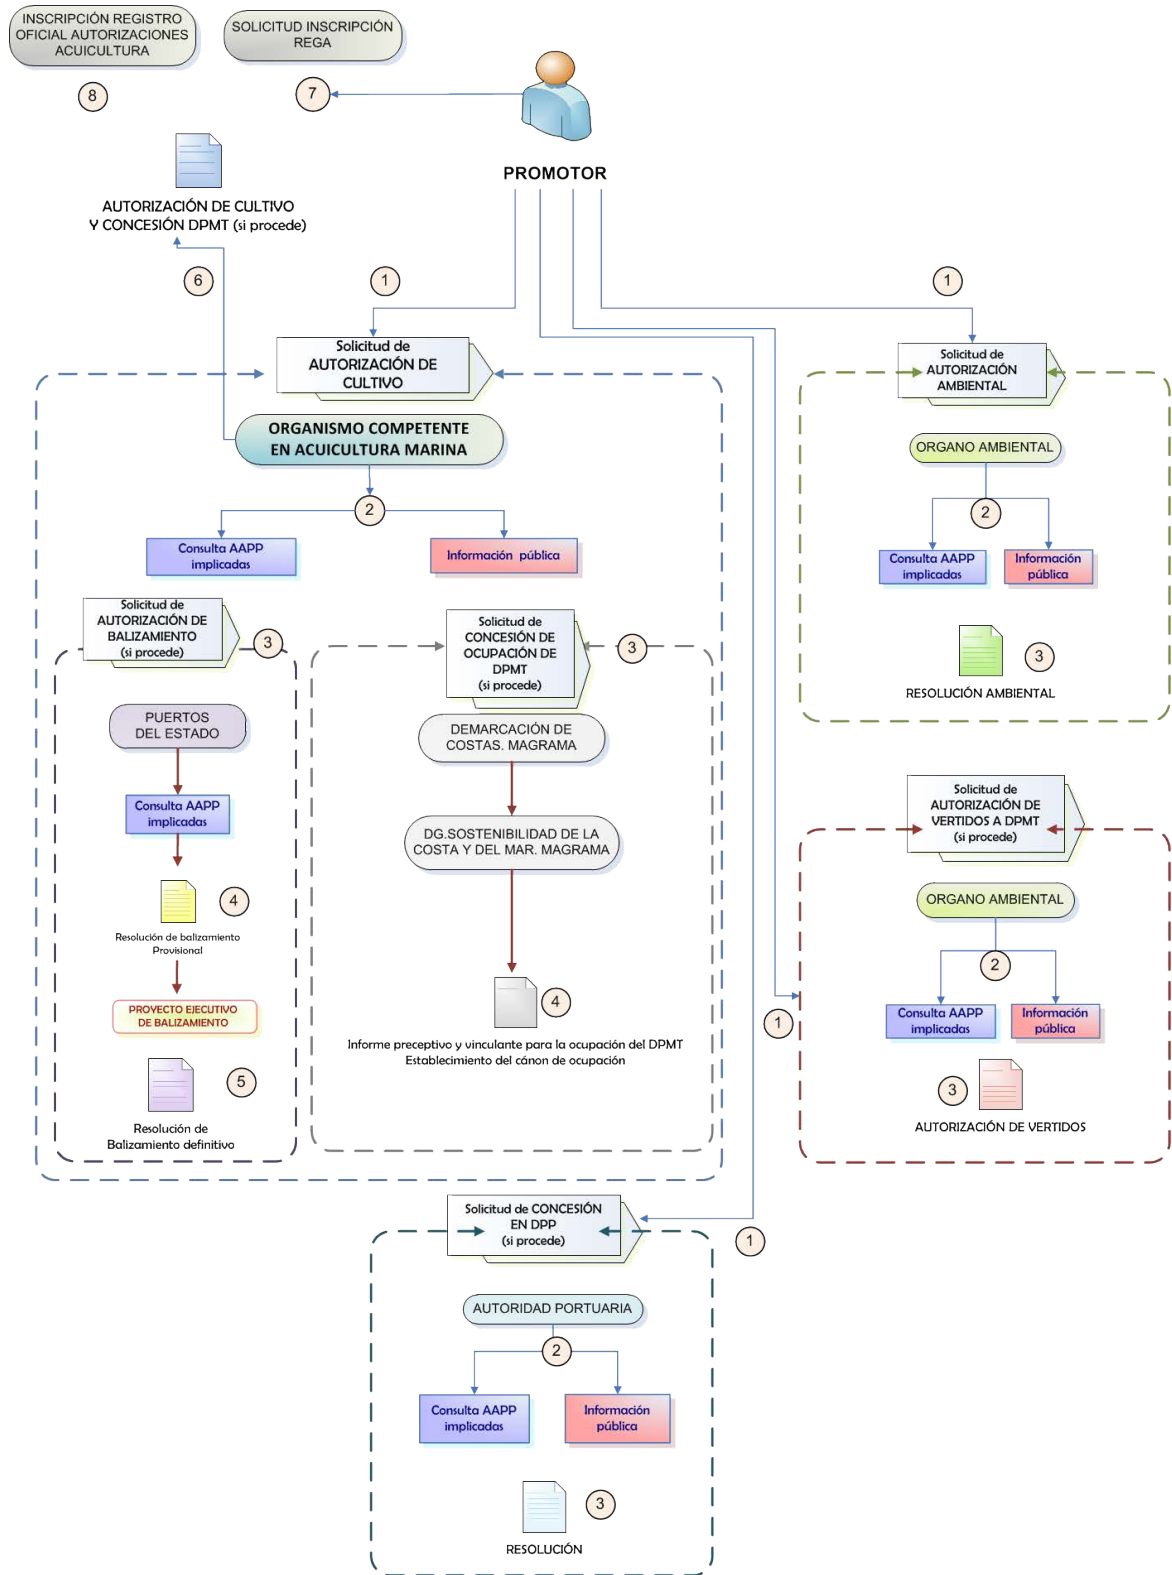 INSCRIPCIÓN REGISTRO
OFICIAL AUTORIZACIONES
ACUICULTURA
SOLICITUD INSCRIPCIÓN
REGA
8
7
PROMOTOR
AUTORIZACIÓN DE CULTIVO
Y CONCESIÓN DPMT (si procede)
6
1
1
Solicitud de
AUTORIZACIÓN DE
CULTIVO
ORGANISMO COMPETENTE
EN ACUICULTURA MARINA
2
Consulta AAPP
implicadas
Información pública
Solicitud de
AUTORIZACIÓN DE
BALIZAMIENTO
(si procede)
3
PUERTOS
DEL ESTADO
Consulta AAPP
implicadas
4
Resolución de balizamiento
Provisional
PROYECTO EJECUTIVO
DE BALIZAMIENTO
5
Resolución de
Balizamiento definitivo
Solicitud de
CONCESIÓN DE
OCUPACIÓN DE
DPMT
(si procede)
3
DEMARCACIÓN DE
COSTAS. MAGRAMA
DG.SOSTENIBILIDAD DE LA
COSTA Y DEL MAR. MAGRAMA
4
Informe preceptivo y vinculante para la ocupación del DPMT
Establecimiento del cánon de ocupación
Solicitud de
AUTORIZACIÓN
AMBIENTAL
ORGANO AMBIENTAL
2
Consulta AAPP
implicadas
Información
pública
3
RESOLUCIÓN AMBIENTAL
Solicitud de
AUTORIZACIÓN DE
VERTIDOS A DPMT
(si procede)
ORGANO AMBIENTAL
2
1
Consulta AAPP
implicadas
Información
pública
3
AUTORIZACIÓN DE VERTIDOS
Solicitud de CONCESIÓN
EN DPP
(si procede)
1
AUTORIDAD PORTUARIA
2
Consulta AAPP
implicadas
Información
pública
3
RESOLUCIÓN